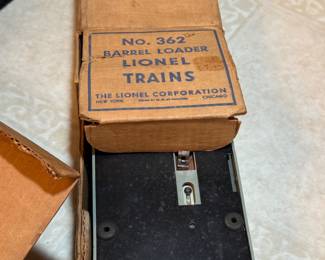 No. 362
BARREL LOADER
LIONEL
TRAINS
THE LIONEL CORPORATION
NEW YORK
CHICAGO